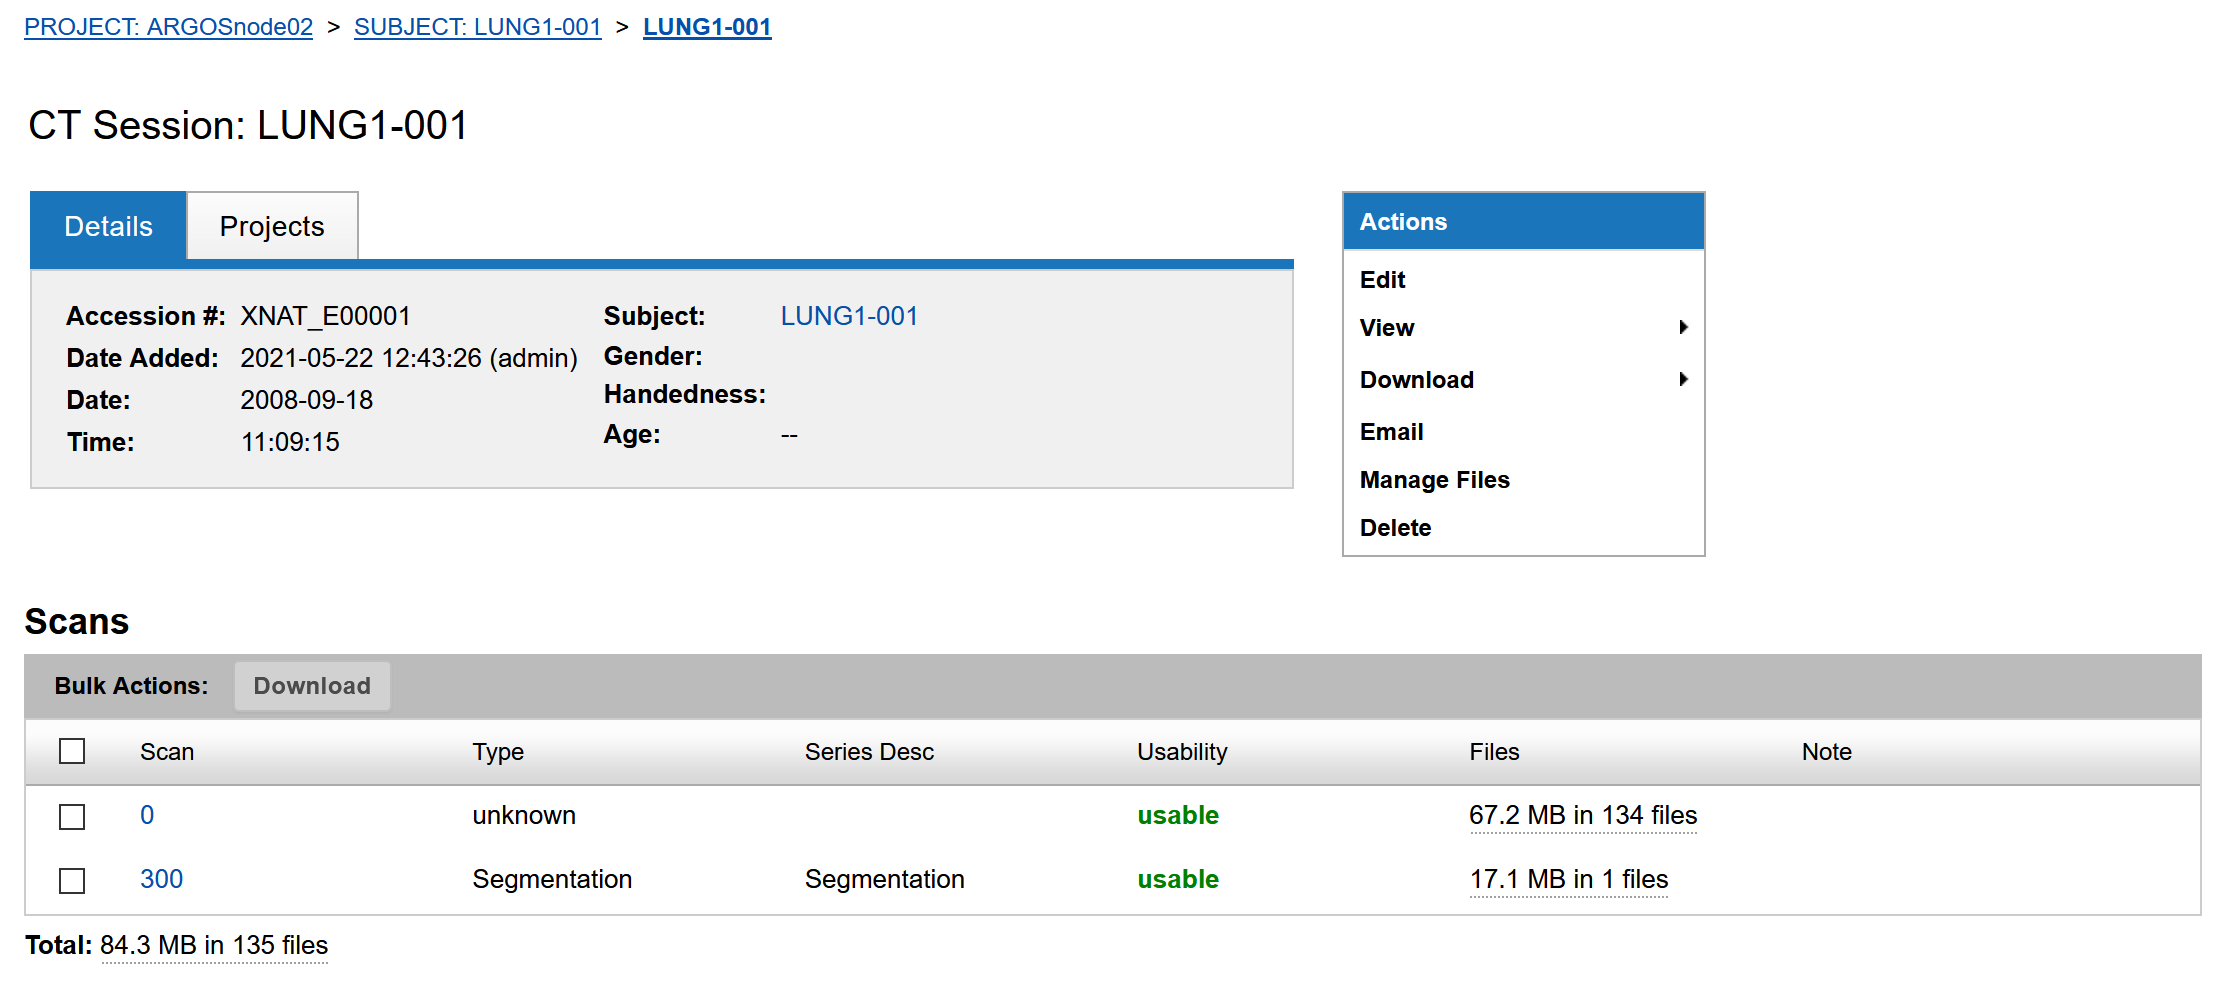 PROJECT: ARGOSnode02 > SUBJECT: LUNG1-001 > LUNG1-001
CT Session: LUNG1-001
Details Projects
Accession #: XNAT_E00001
Date Added: 2021-05-22 12:43:26 (admin)
Date: 2008-09-18
Time: 11:09:15
Subject: LUNG1-001
Gender:
Handedness:
Age: --
Actions
Edit
View
Download
Email
Manage Files
Delete
Scans
Bulk Actions: Download
Scan Type Series Desc Usability Files Note
0 unknown usable 67.2 MB in 134 files
300 Segmentation Segmentation usable 17.1 MB in 1 files
Total: 84.3 MB in 135 files